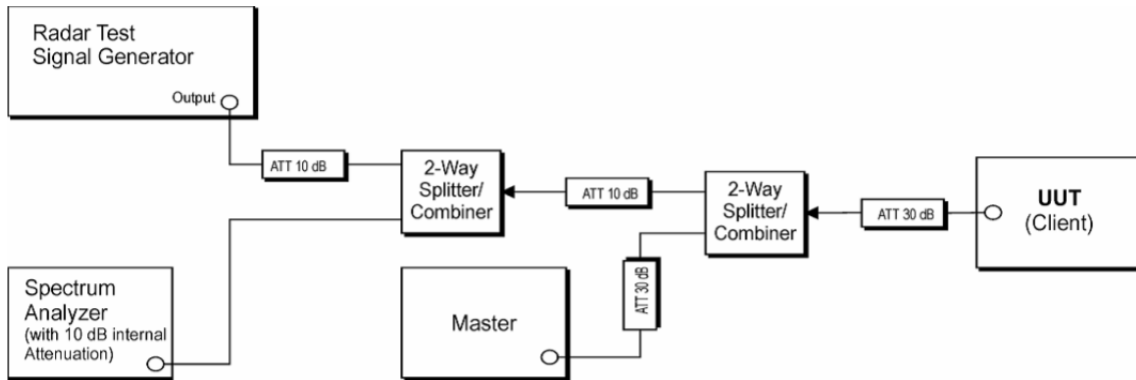 Radar Test
Signal Generator
Output
ATT 10 dB
2-Way
Splitter/
Combiner
ATT 10 dB
2-Way
Splitter/
Combiner
ATT 30 dB
UUT
(Client)
Spectrum
Analyzer
(with 10 dB internal
Attenuation)
Master
ATT 30 dB